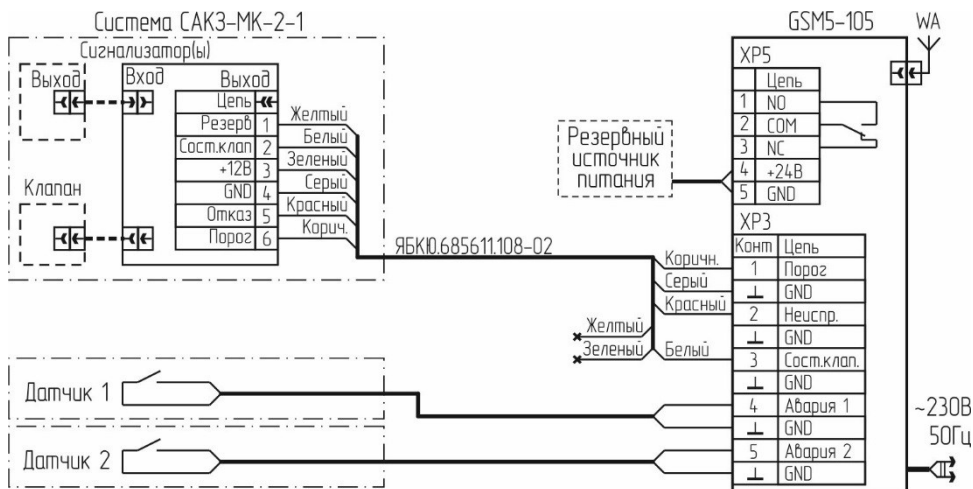 Система САКЗ-МК-2-1
GSM5-105
WA
Сигнализатор(ы)
Выход
Вход
Выход
Цепь
Резерв 1 Желтый
Сост.клап 2 Белый
+12В 3 Зеленый
GND 4 Серый
Отказ 5 Красный
Порог 6 Корич.
Клапан
ЯБКЮ.685611.108-02
Резервный
источник
питания
XP5
Цепь
1 NO
2 COM
3 NC
4 +24В
5 GND
XP3
Конт Цепь
Коричн. 1 Порог
Серый ⊥ GND
Красный 2 Неиспр.
⊥ GND
Желтый
Зеленый
Белый 3 Сост.клап.
⊥ GND
4 Авария 1
⊥ GND
5 Авария 2
⊥ GND
Датчик 1
Датчик 2
~230В
50Гц